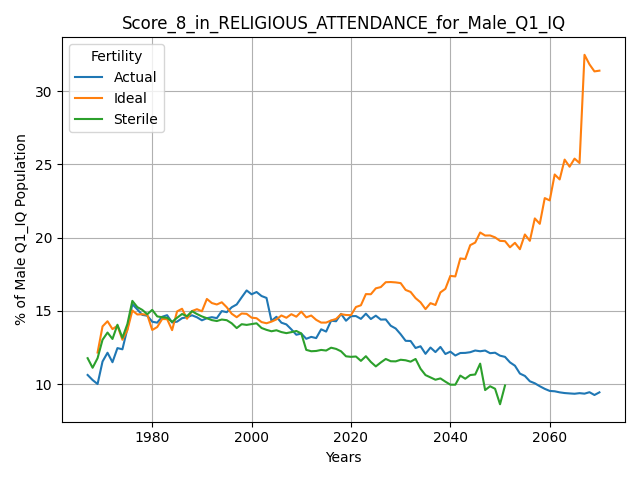 Score_8_in_RELIGIOUS_ATTENDANCE_for_Male_Q1_IQ
Fertility
Actual
Ideal
Sterile
% of Male Q1_IQ Population
30
25
20
15
10
1980
2000
2020
2040
2060
Years